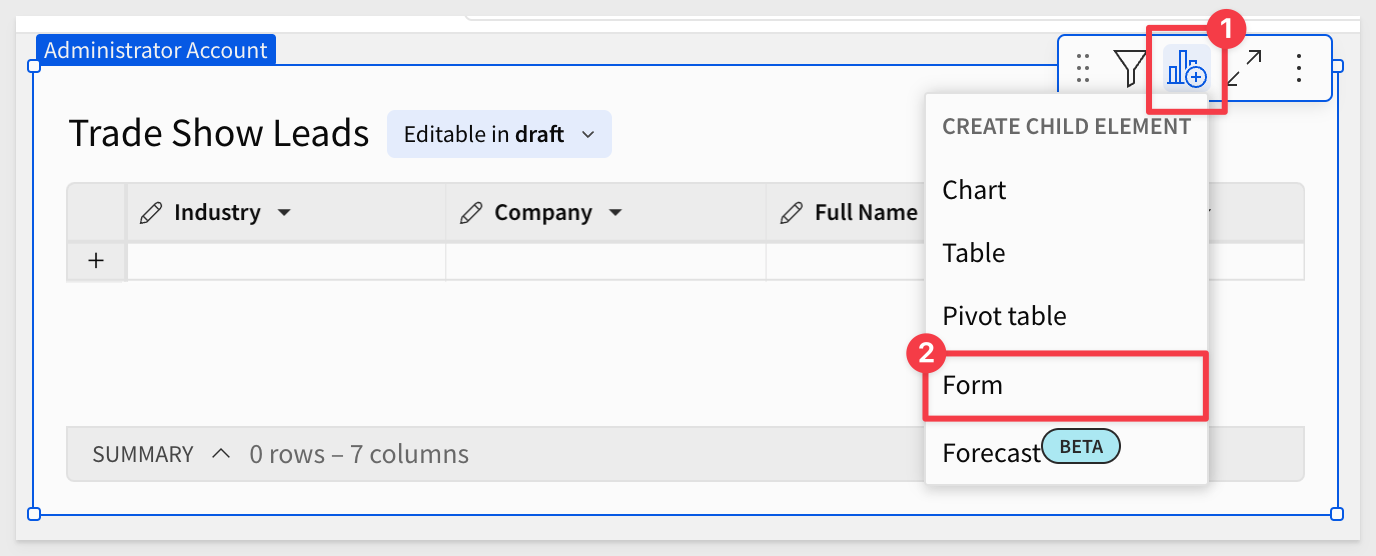 Administrator Account
1
Trade Show Leads
Editable in draft
CREATE CHILD ELEMENT
Industry
Company
Full Name
Chart
Table
Pivot table
2
Form
Forecast BETA
SUMMARY 0 rows – 7 columns